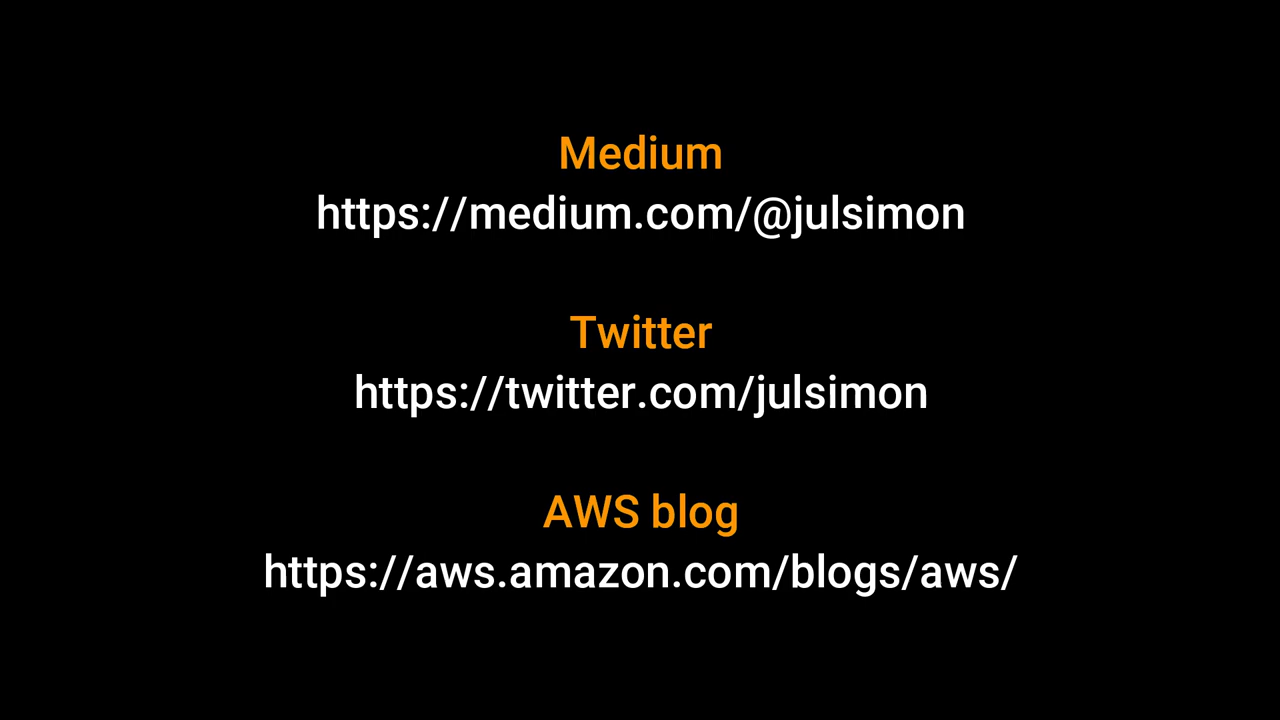 Medium
https://medium.com/@julsimon
Twitter
https://twitter.com/julsimon
AWS blog
https://aws.amazon.com/blogs/aws/